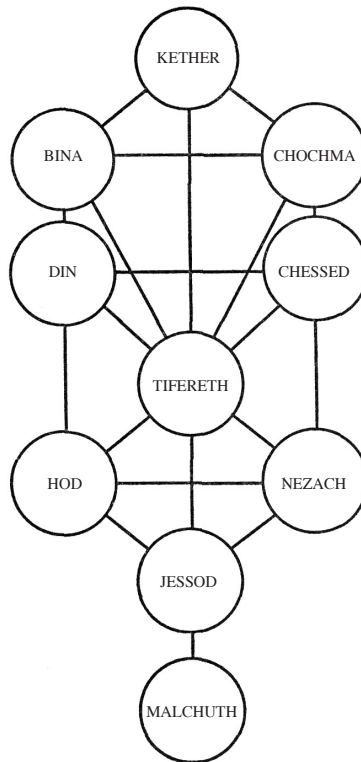 KETHER
BINA
CHOCHMA
DIN
CHESSED
TIFERETH
HOD
NEZACH
JESSOD
MALCHUTH